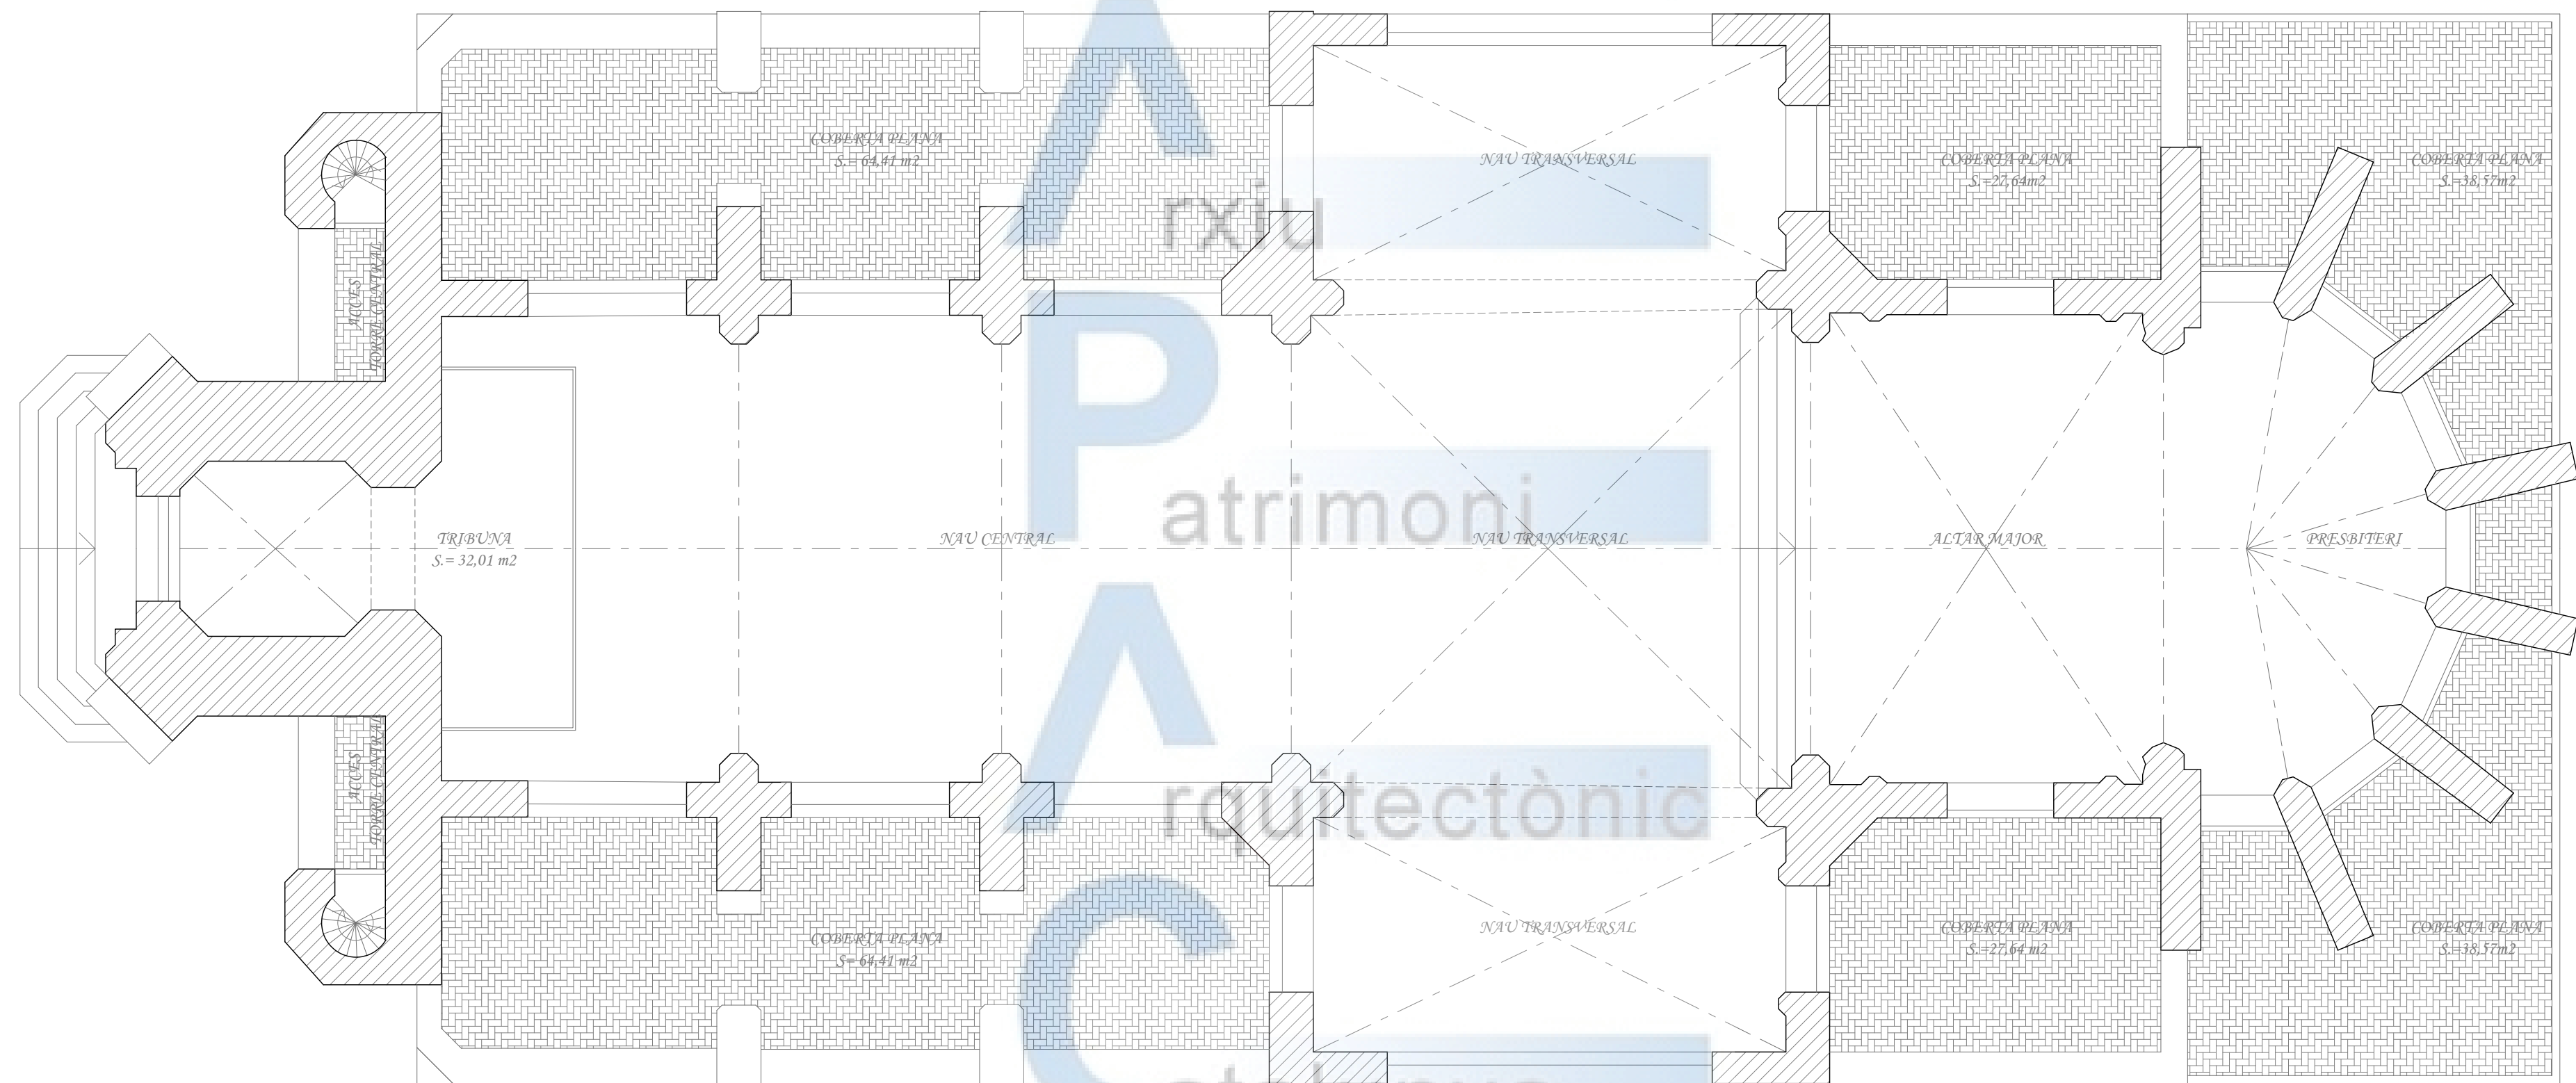 COBERTA PLANA
S.= 64,41 m2
NAU TRANSVERSAL
COBERTA PLANA
S.=27,64m2
COBERTA PLANA
S.=38,57m2
rxiu
ACCES
TORRE CENTRAL
P
atrimoni
TRIBUNA
S.= 32,01 m2
NAU CENTRAL
NAU TRANSVERSAL
ALTAR MAJOR
PRESBITERI
ACCES
TORRE CENTRAL
rquitectònic
COBERTA PLANA
S= 64,41 m2
NAU TRANSVERSAL
COBERTA PLANA
S.=27,64 m2
COBERTA PLANA
S.=38,57m2
C